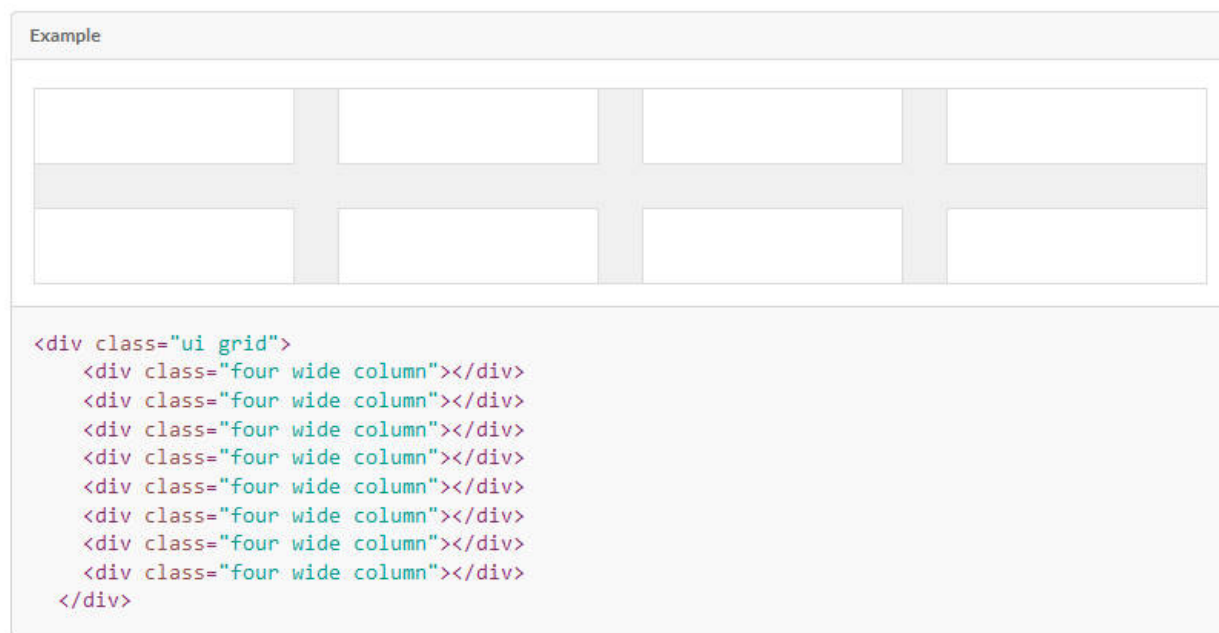 Example
<div class="ui grid">
    <div class="four wide column"></div>
    <div class="four wide column"></div>
    <div class="four wide column"></div>
    <div class="four wide column"></div>
    <div class="four wide column"></div>
    <div class="four wide column"></div>
    <div class="four wide column"></div>
    <div class="four wide column"></div>
  </div>